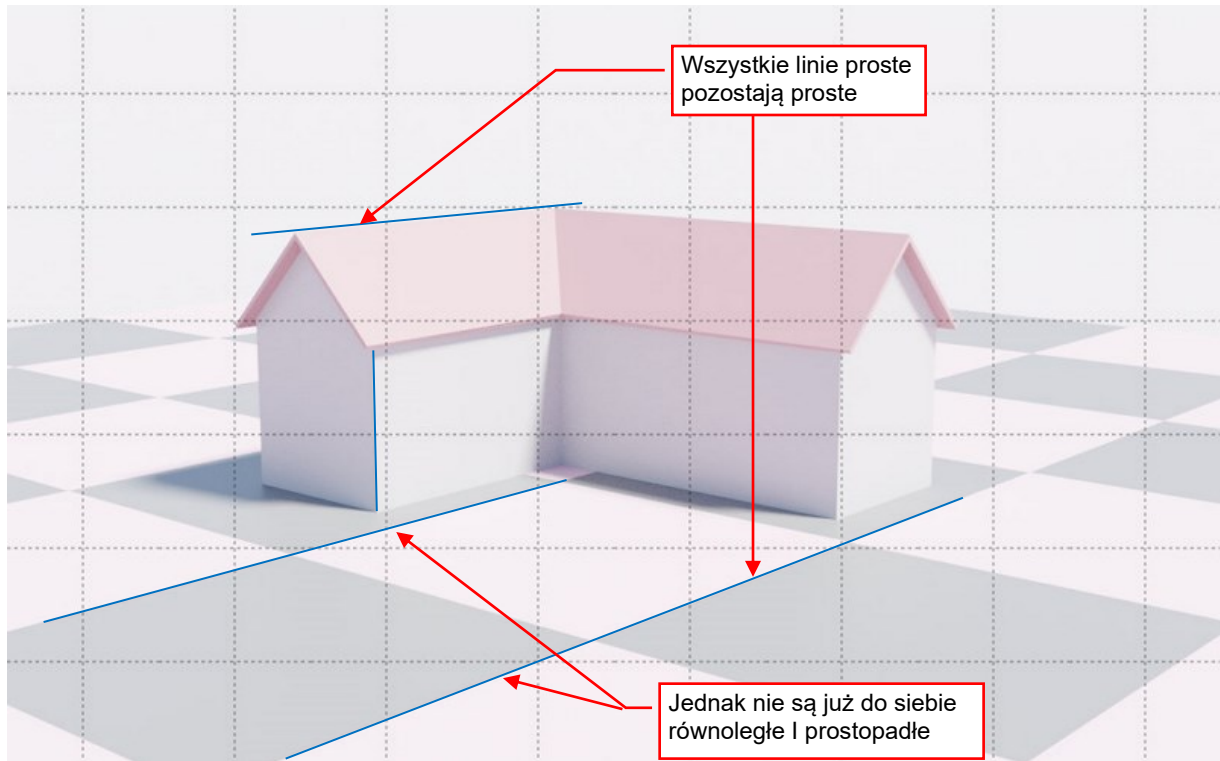 Wszystkie linie proste
pozostają proste
Jednak nie są już do siebie
równoległe I prostopadłe